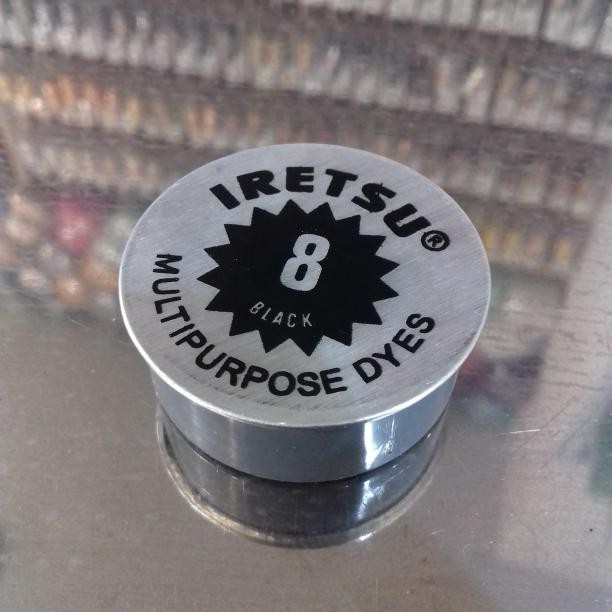 IRETSU®
8
BLACK
MULTIPURPOSE DYES